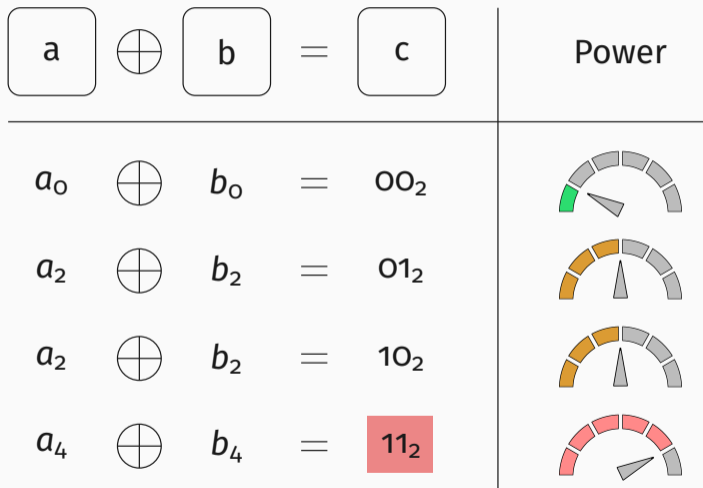 a ⊕ b = c Power
a₀ ⊕ b₀ = 00₂
a₂ ⊕ b₂ = 01₂
a₂ ⊕ b₂ = 10₂
a₄ ⊕ b₄ = 11₂